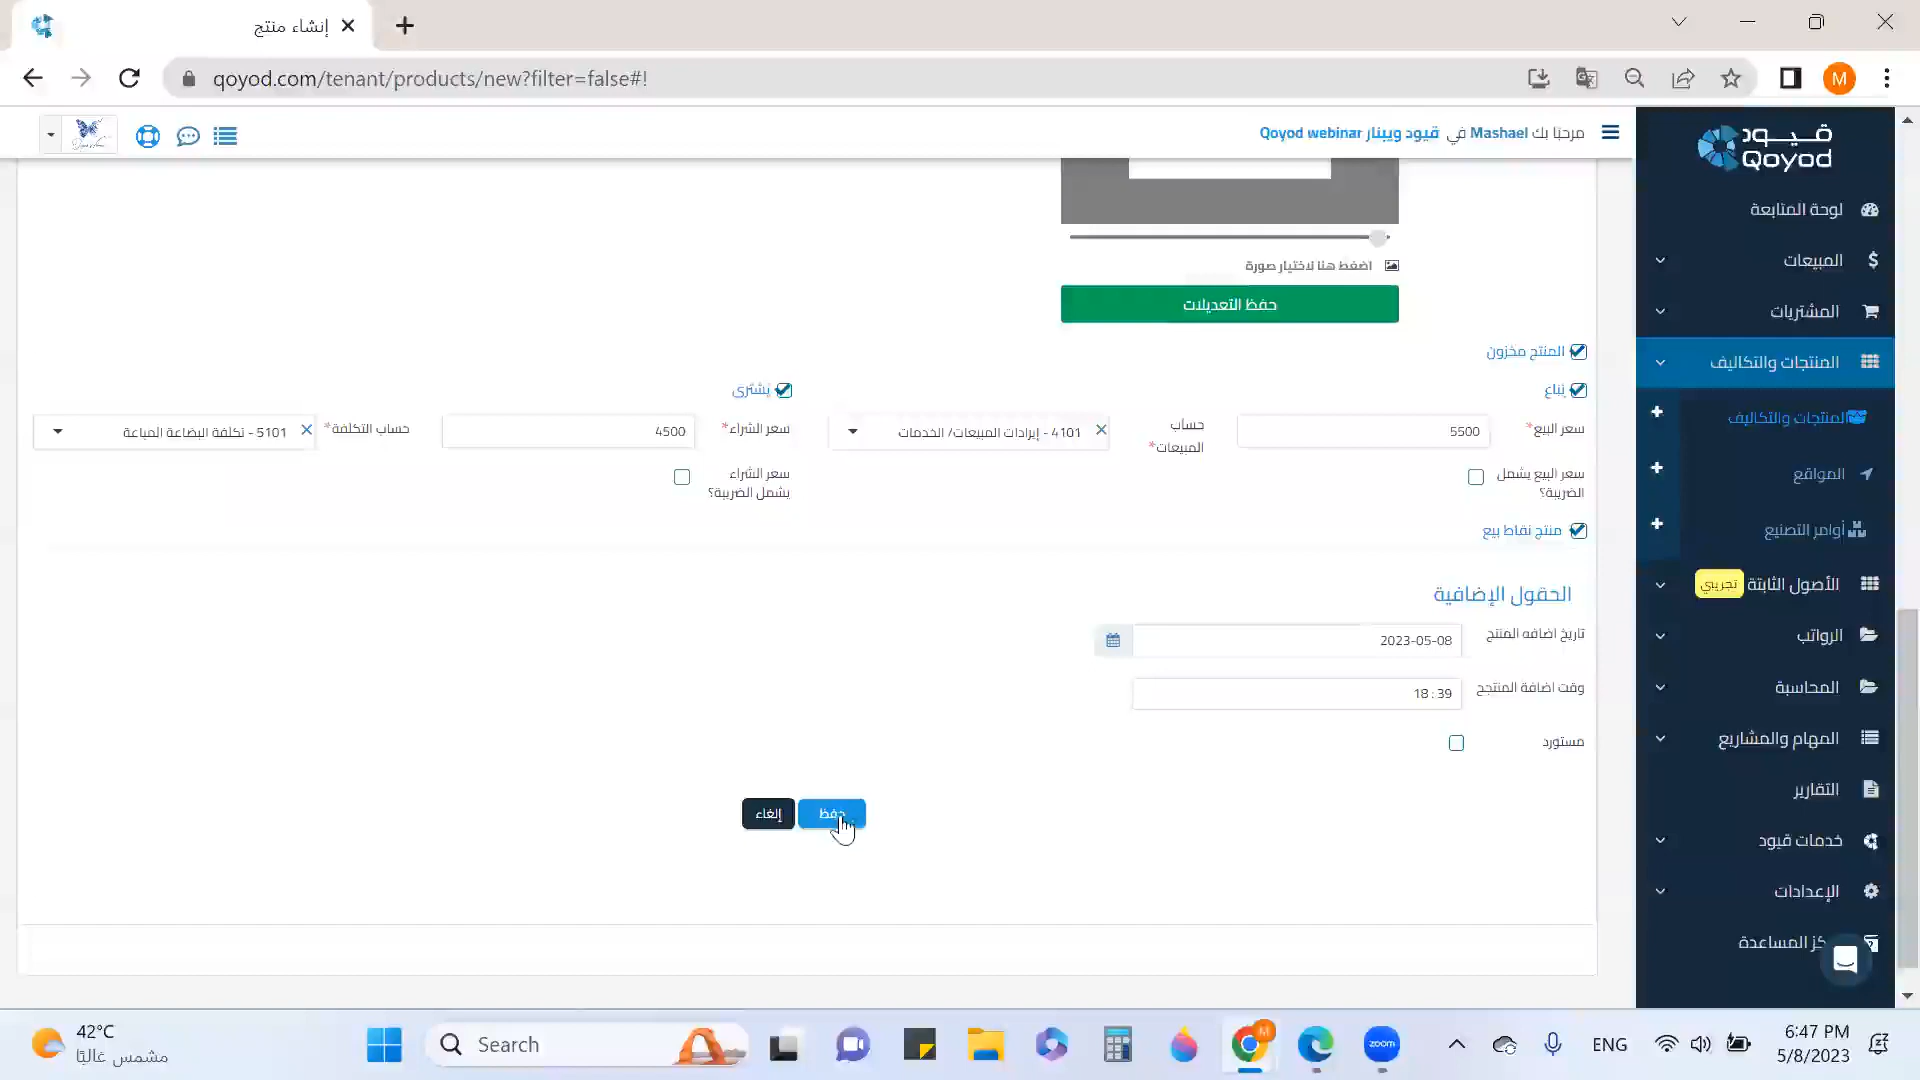 إنشاء منتج
qoyod.com/tenant/products/new?filter=false#!
M
مرحبًا بك Mashael في قيود ويبنار Qoyod webinar
قيود
Qoyod
لوحة المتابعة
المبيعات
المشتريات
المنتجات والتكاليف
المنتجات والتكاليف
المواقع
أوامر التصنيع
الأصول الثابتة تجريبي
الرواتب
المحاسبة
المهام والمشاريع
التقارير
خدمات قيود
الإعدادات
كز المساعدة
اضغط هنا لاختيار صورة
حفظ التعديلات
المنتج مخزون
يُباع
يُشترى
سعر البيع*
5500
حساب المبيعات*
4101 - إيرادات المبيعات/ الخدمات
سعر الشراء*
4500
حساب التكلفة*
5101 - تكلفة البضاعة المباعة
سعر البيع يشمل الضريبة؟
سعر الشراء يشمل الضريبة؟
منتج نقاط بيع
الحقول الإضافية
تاريخ اضافه المنتج
2023-05-08
وقت اضافة المنتجح
18 : 39
مستورد
حفظ
إلغاء
42°C
مشمس غالبًا
Search
M
zoom
ENG
6:47 PM
5/8/2023